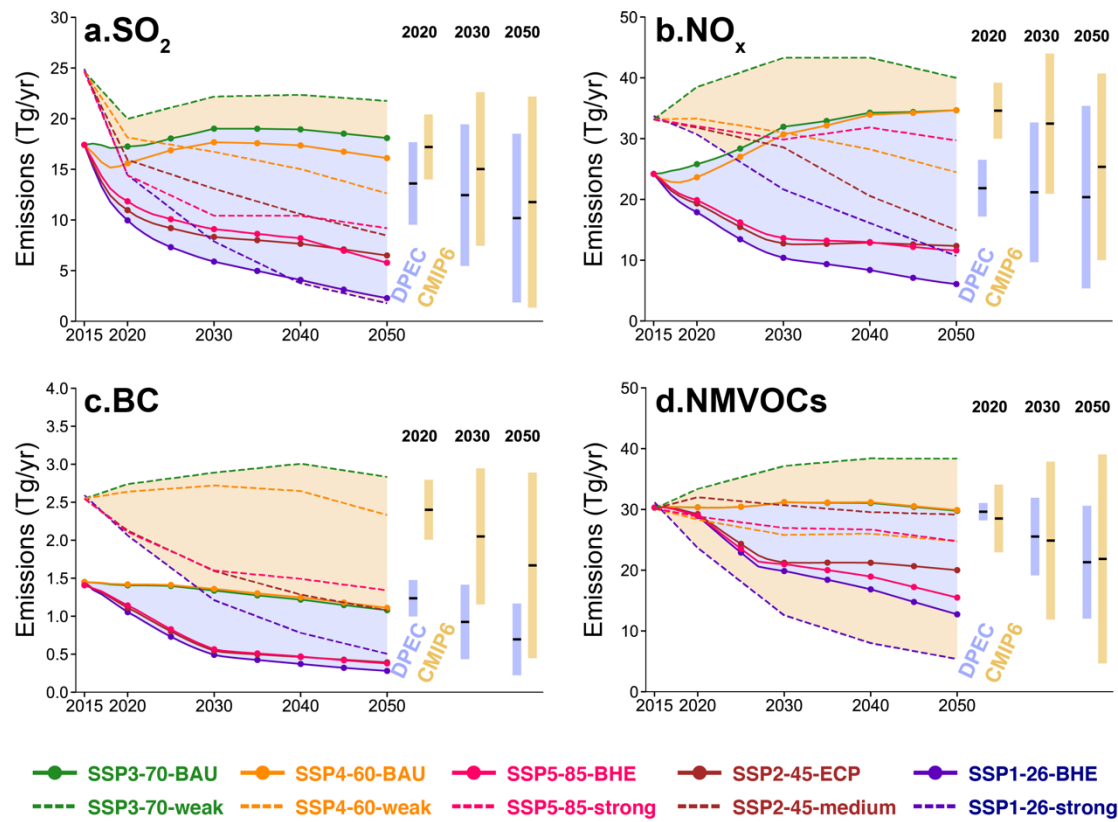 a.SO2
2020 2030 2050
Emissions (Tg/yr)
30
25
20
15
10
5
0
2015 2020 2030 2040 2050
DPEC
CMIP6
b.NOx
2020 2030 2050
Emissions (Tg/yr)
50
40
30
20
10
0
2015 2020 2030 2040 2050
DPEC
CMIP6
c.BC
2020 2030 2050
Emissions (Tg/yr)
4.0
3.5
3.0
2.5
2.0
1.5
1.0
0.5
0.0
2015 2020 2030 2040 2050
DPEC
CMIP6
d.NMVOCs
2020 2030 2050
Emissions (Tg/yr)
50
40
30
20
10
0
2015 2020 2030 2040 2050
DPEC
CMIP6
SSP3-70-BAU SSP4-60-BAU SSP5-85-BHE SSP2-45-ECP SSP1-26-BHE
SSP3-70-weak SSP4-60-weak SSP5-85-strong SSP2-45-medium SSP1-26-strong